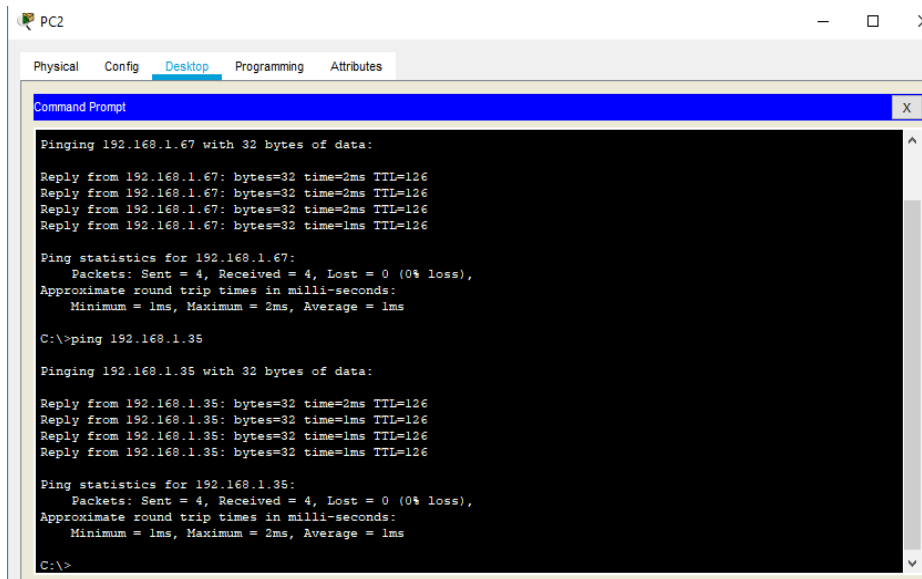 PC2
Physical Config Desktop Programming Attributes
Command Prompt
X
Pinging 192.168.1.67 with 32 bytes of data:
Reply from 192.168.1.67: bytes=32 time=2ms TTL=126
Reply from 192.168.1.67: bytes=32 time=2ms TTL=126
Reply from 192.168.1.67: bytes=32 time=2ms TTL=126
Reply from 192.168.1.67: bytes=32 time=1ms TTL=126
Ping statistics for 192.168.1.67:
Packets: Sent = 4, Received = 4, Lost = 0 (0% loss),
Approximate round trip times in milli-seconds:
Minimum = 1ms, Maximum = 2ms, Average = 1ms
C:\>ping 192.168.1.35
Pinging 192.168.1.35 with 32 bytes of data:
Reply from 192.168.1.35: bytes=32 time=2ms TTL=126
Reply from 192.168.1.35: bytes=32 time=1ms TTL=126
Reply from 192.168.1.35: bytes=32 time=1ms TTL=126
Reply from 192.168.1.35: bytes=32 time=1ms TTL=126
Ping statistics for 192.168.1.35:
Packets: Sent = 4, Received = 4, Lost = 0 (0% loss),
Approximate round trip times in milli-seconds:
Minimum = 1ms, Maximum = 2ms, Average = 1ms
C:\>